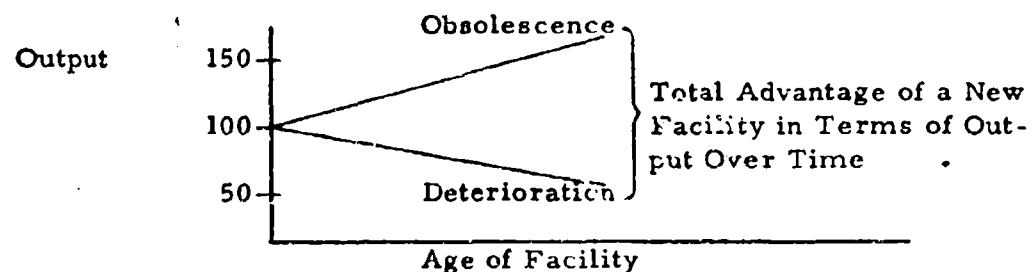 Obsolescence
Output
150
Total Advantage of a New
Facility in Terms of Out-
100
put Over Time
50
Deterioration
Age of Facility